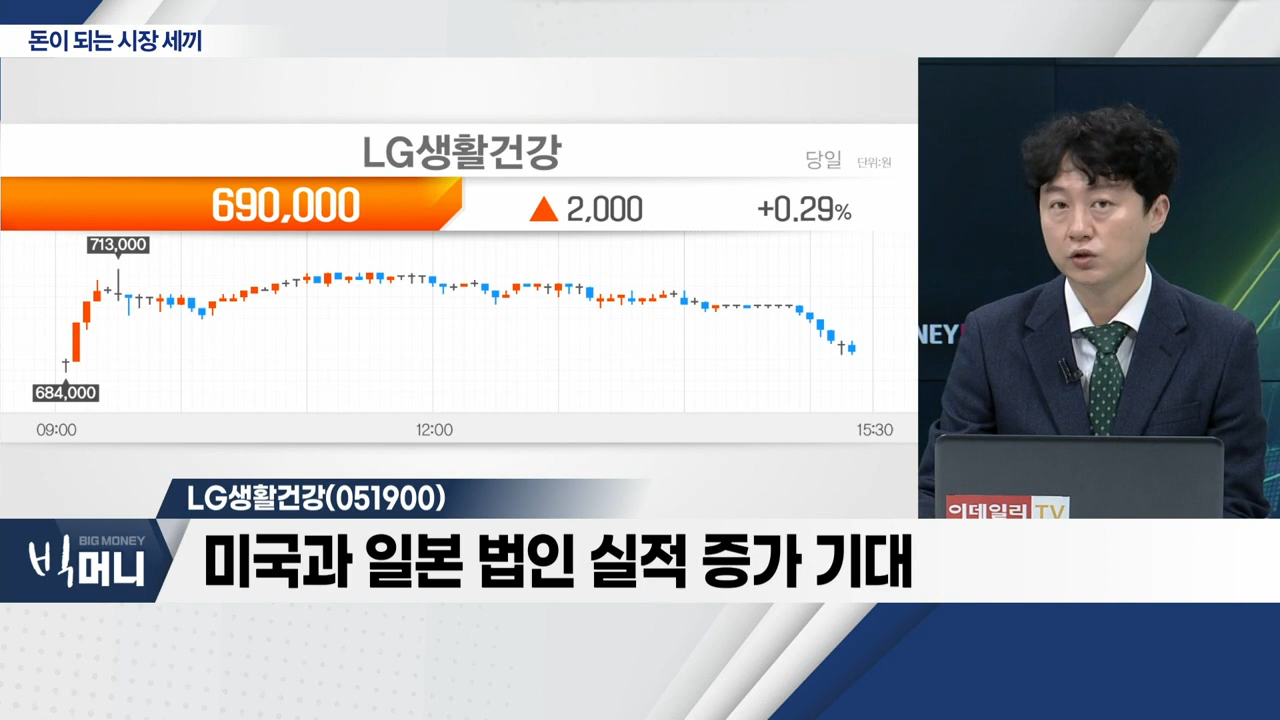 돈이 되는 시장 세끼
LG생활건강
당일 단위:원
690,000 ▲ 2,000 +0.29%
713,000
684,000
09:00 12:00 15:30
NEY
이데일리 TV
LG생활건강(051900)
BIG MONEY
빅머니
미국과 일본 법인 실적 증가 기대